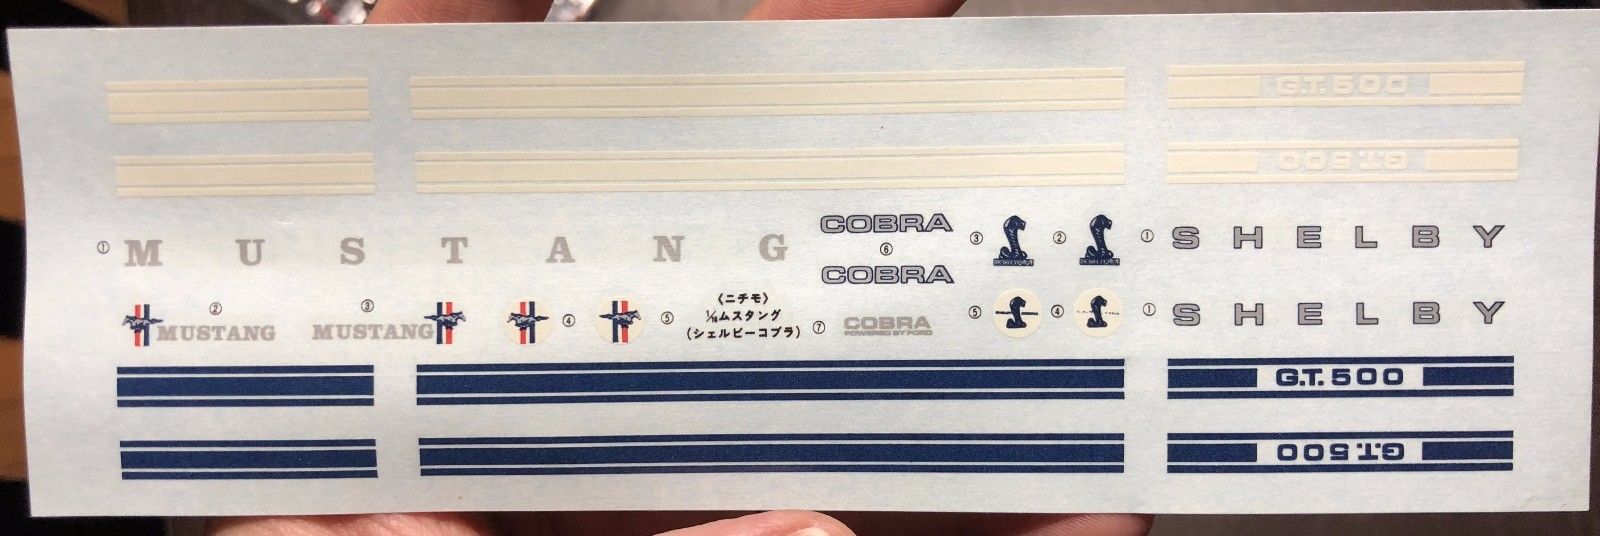 G.T. 500
G.T. 500
① M U S T A N G
COBRA
⑥
COBRA
③
②
① S H E L B Y
② MUSTANG
③ MUSTANG
④
⑤
〈ニチモ〉
1/16ムスタング
(シェルビーコブラ)
⑦ COBRA
POWERED BY FORD
⑤
④
① S H E L B Y
G.T. 500
G.T. 500